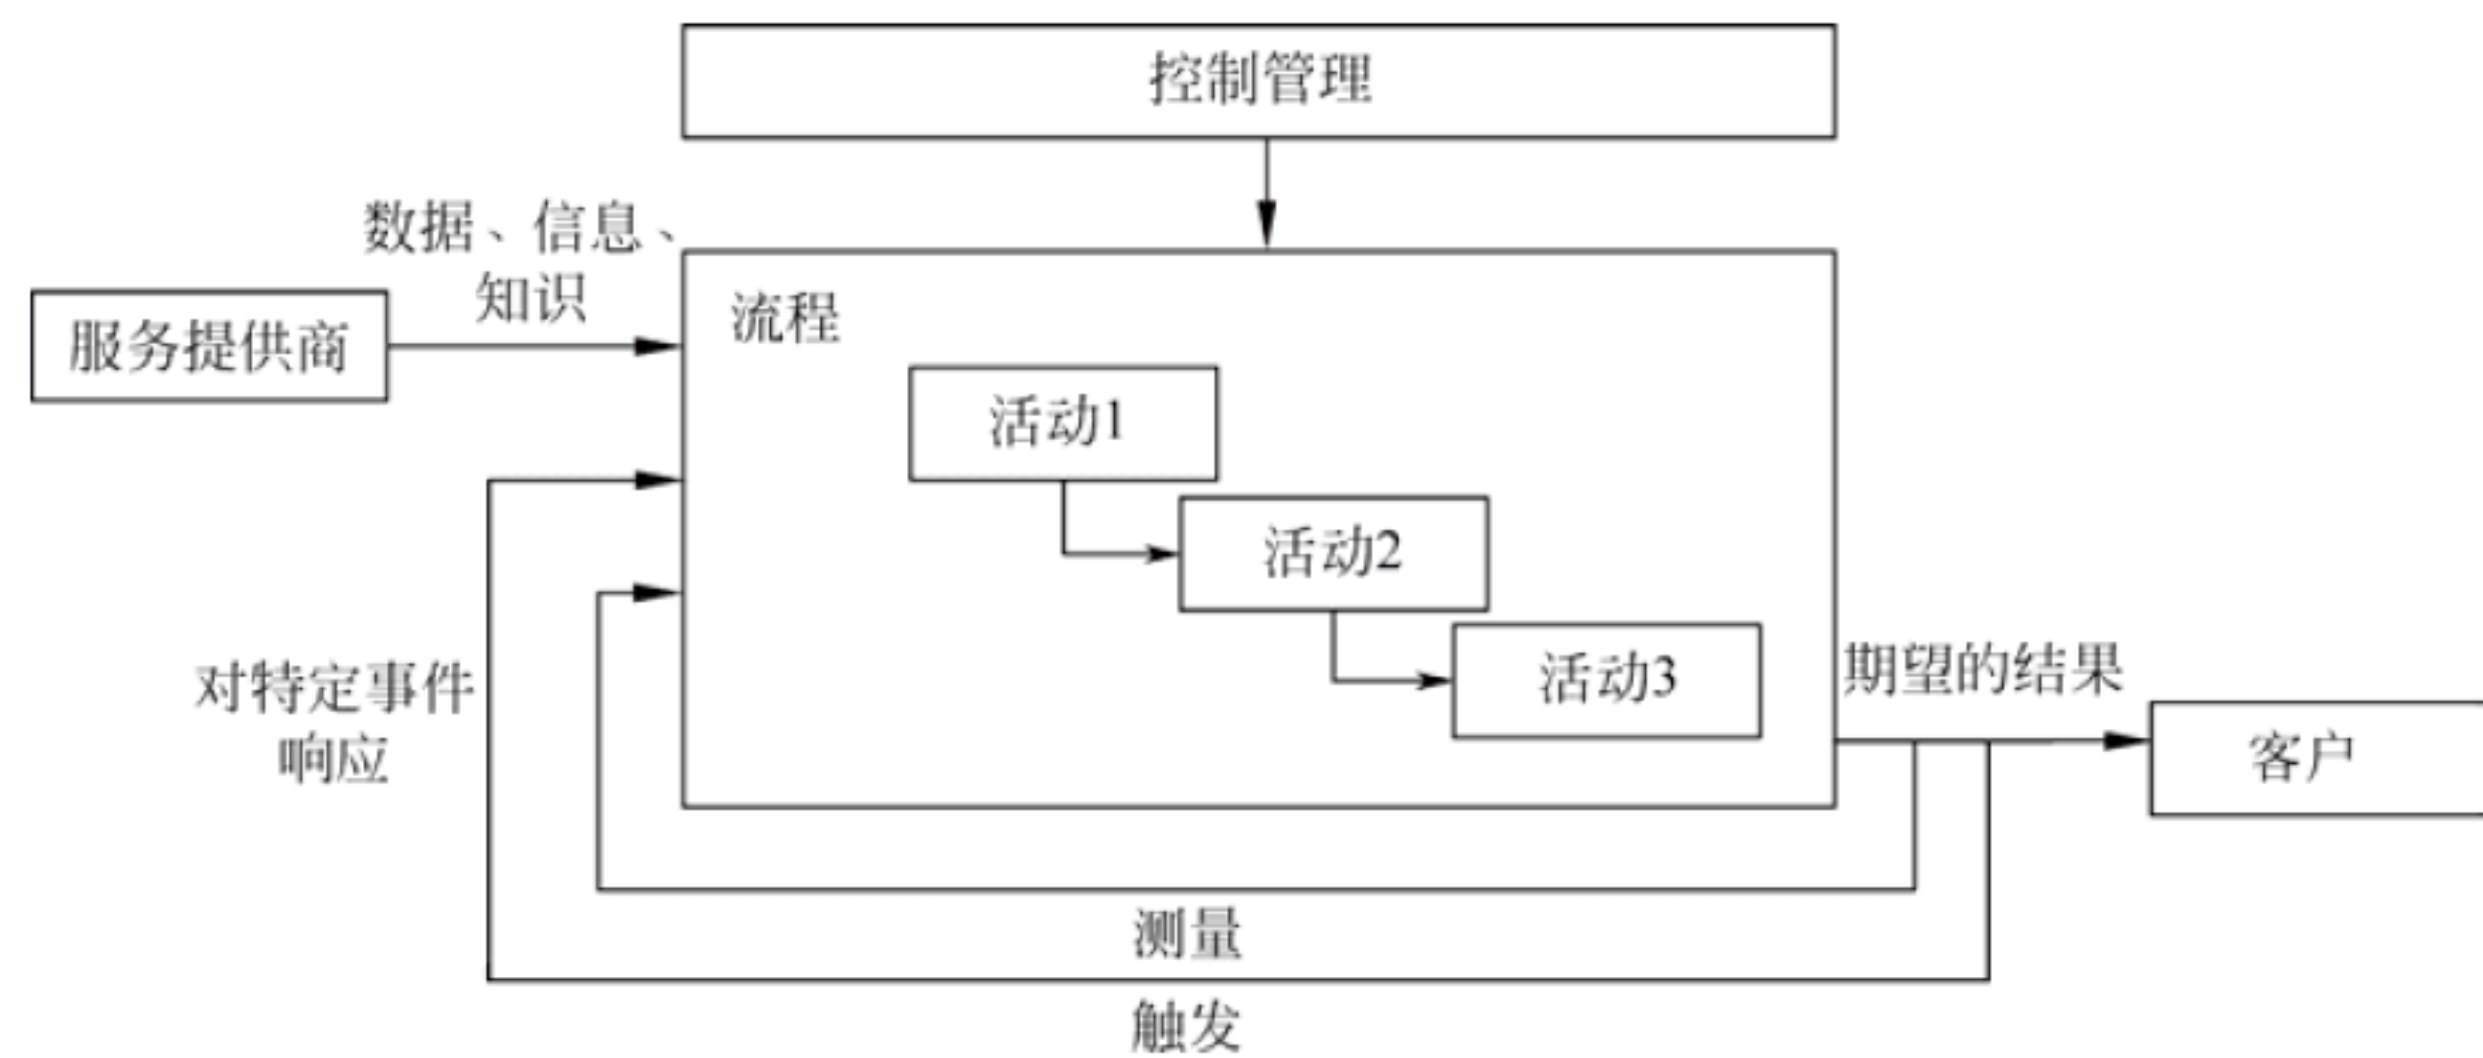 控制管理
数据、信息、
知识
服务提供商
流程
活动1
活动2
活动3
对特定事件
响应
期望的结果
客户
测量
触发